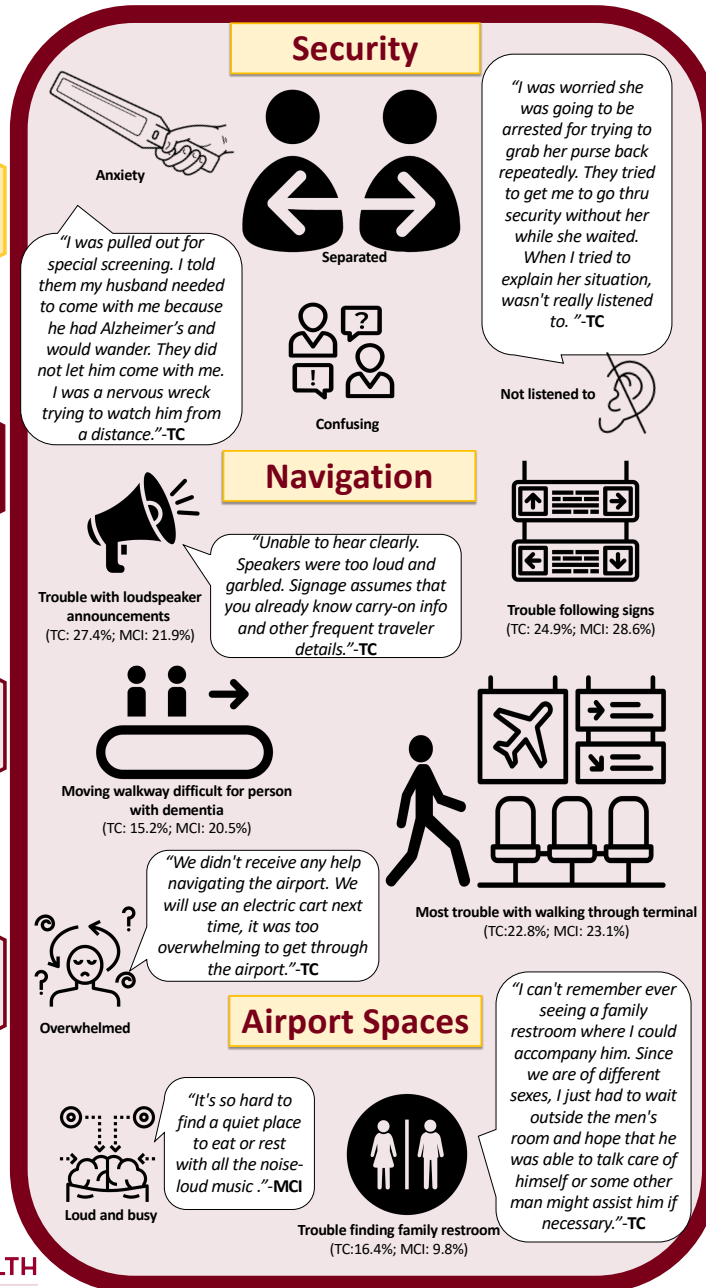 Security
Anxiety
Separated
“I was worried she
was going to be
arrested for trying to
grab her purse back
repeatedly. They tried
to get me to go thru
security without her
while she waited.
When I tried to
explain her situation,
wasn't really listened
to. ”-TC
“I was pulled out for
special screening. I told
them my husband needed
to come with me because
he had Alzheimer’s and
would wander. They did
not let him come with me.
I was a nervous wreck
trying to watch him from
a distance.”-TC
?
!
Confusing
Not listened to
Navigation
Trouble with loudspeaker
announcements
(TC: 27.4%; MCI: 21.9%)
“Unable to hear clearly.
Speakers were too loud and
garbled. Signage assumes that
you already know carry-on info
and other frequent traveler
details.”-TC
Trouble following signs
(TC: 24.9%; MCI: 28.6%)
Moving walkway difficult for person
with dementia
(TC: 15.2%; MCI: 20.5%)
Most trouble with walking through terminal
(TC:22.8%; MCI: 23.1%)
“We didn't receive any help
navigating the airport. We
will use an electric cart next
time, it was too
overwhelming to get through
the airport.”-TC
?
?
Overwhelmed
Airport Spaces
“It's so hard to
find a quiet place
to eat or rest
with all the noise-
loud music .”-MCI
Loud and busy
Trouble finding family restroom
(TC:16.4%; MCI: 9.8%)
“I can't remember ever
seeing a family
restroom where I could
accompany him. Since
we are of different
sexes, I just had to wait
outside the men's
room and hope that he
was able to talk care of
himself or some other
man might assist him if
necessary.”-TC
LTH